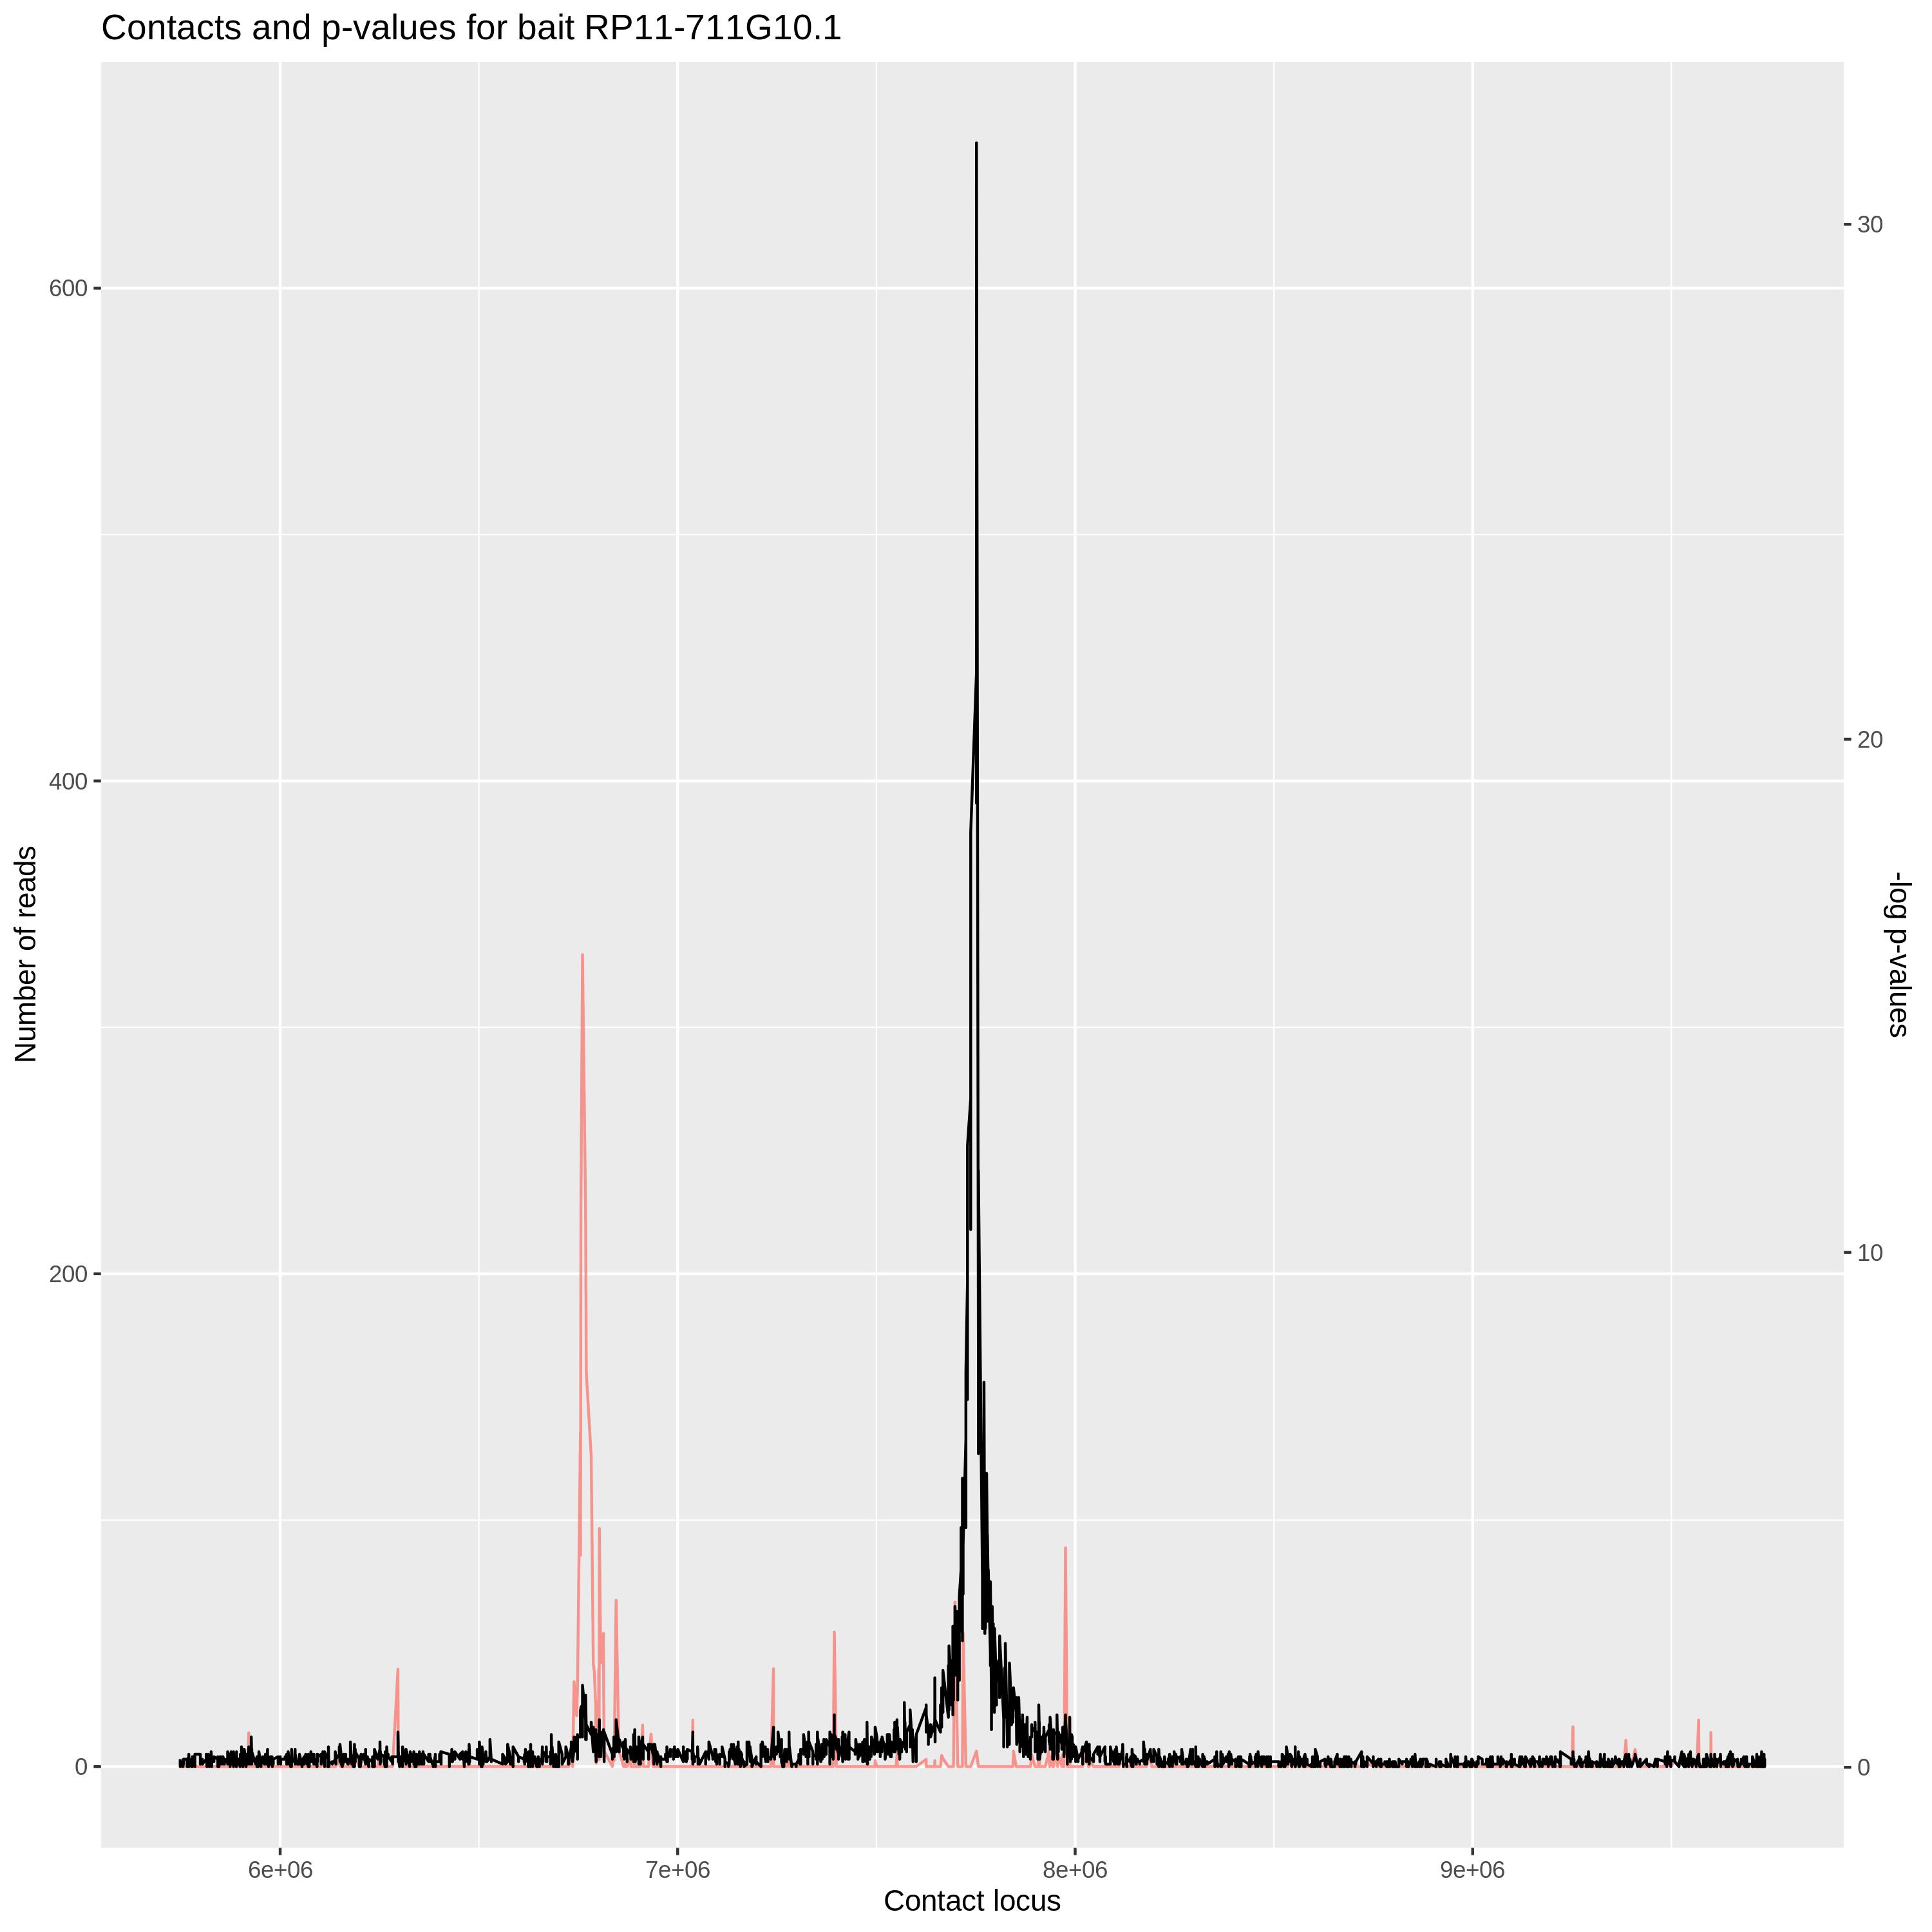 Contacts and p-values for bait RP11-711G10.1
600
400
200
0
30
20
10
0
6e+06
7e+06
8e+06
9e+06
Number of reads
-log p-values
Contact locus